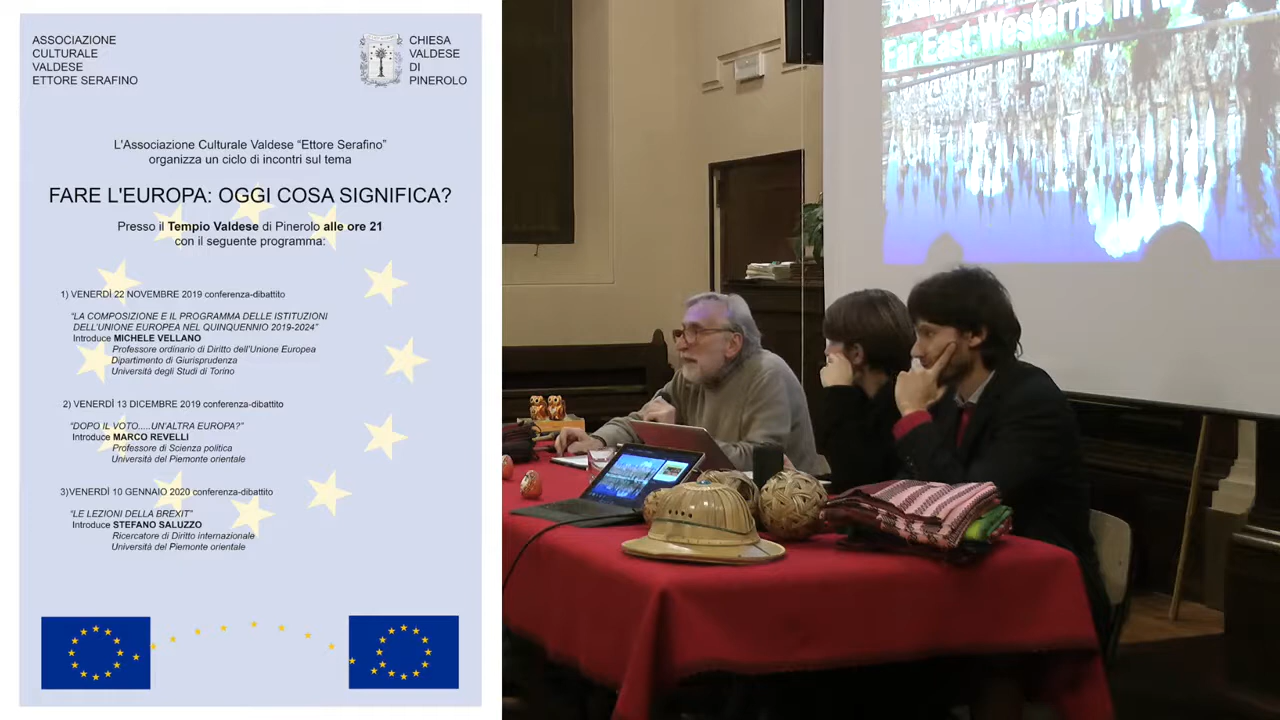 ASSOCIAZIONE
CULTURALE
VALDESE
ETTORE SERAFINO
CHIESA
VALDESE
DI
PINEROLO
L'Associazione Culturale Valdese “Ettore Serafino”
organizza un ciclo di incontri sul tema
FARE L'EUROPA: OGGI COSA SIGNIFICA?
Presso il Tempio Valdese di Pinerolo alle ore 21
con il seguente programma:
1) VENERDÌ 22 NOVEMBRE 2019 conferenza-dibattito
“LA COMPOSIZIONE E IL PROGRAMMA DELLE ISTITUZIONI
DELL'UNIONE EUROPEA NEL QUINQUENNIO 2019-2024”
Introduce MICHELE VELLANO
Professore ordinario di Diritto dell'Unione Europea
Dipartimento di Giurisprudenza
Università degli Studi di Torino
2) VENERDÌ 13 DICEMBRE 2019 conferenza-dibattito
“DOPO IL VOTO.....UN'ALTRA EUROPA?”
Introduce MARCO REVELLI
Professore di Scienza politica
Università del Piemonte orientale
3)VENERDÌ 10 GENNAIO 2020 conferenza-dibattito
“LE LEZIONI DELLA BREXIT”
Introduce STEFANO SALUZZO
Ricercatore di Diritto internazionale
Università del Piemonte orientale
Far East Westerns in